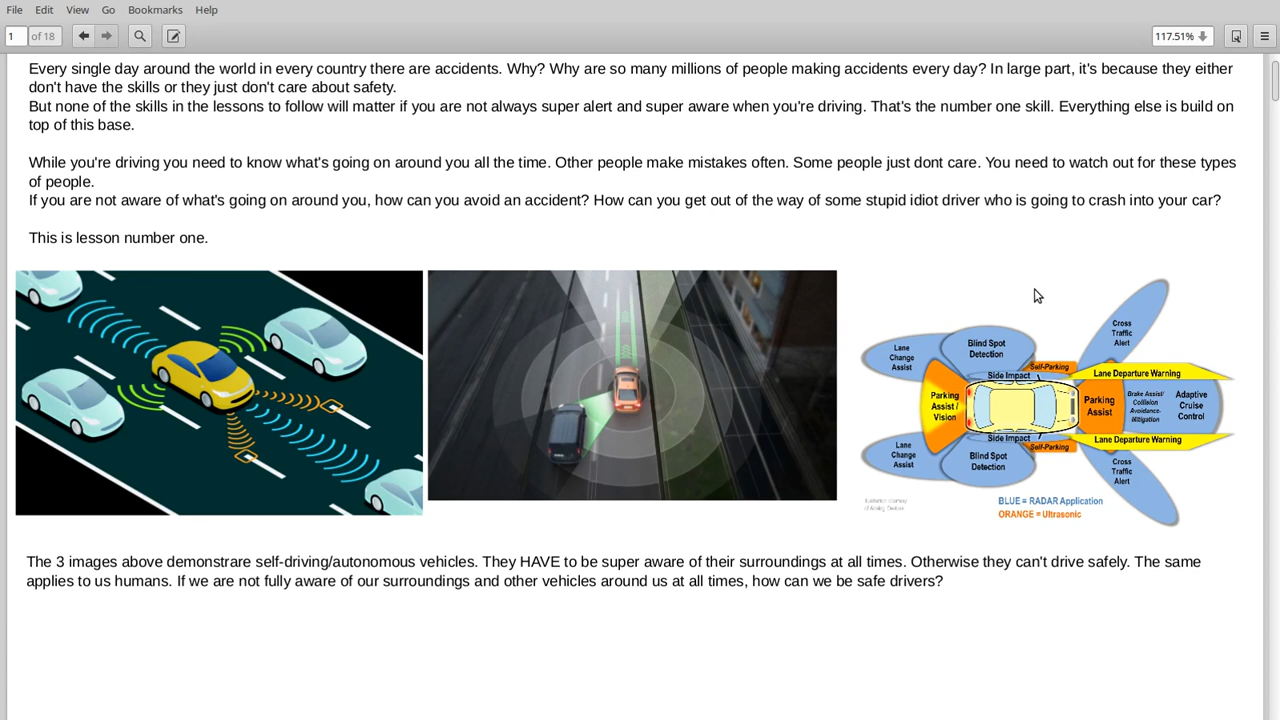 File Edit View Go Bookmarks Help
1 of 18
117.51%
Every single day around the world in every country there are accidents. Why? Why are so many millions of people making accidents every day? In large part, it's because they either
don't have the skills or they just don't care about safety.
But none of the skills in the lessons to follow will matter if you are not always super alert and super aware when you're driving. That's the number one skill. Everything else is build on
top of this base.
While you're driving you need to know what's going on around you all the time. Other people make mistakes often. Some people just dont care. You need to watch out for these types
of people.
If you are not aware of what's going on around you, how can you avoid an accident? How can you get out of the way of some stupid idiot driver who is going to crash into your car?
This is lesson number one.
Cross
Traffic
Alert
Lane
Change
Assist
Blind Spot
Detection
Self-Parking
Side Impact
Lane Departure Warning
Parking
Assist /
Vision
Parking
Assist
Brake Assist/
Collision
Avoidance-
Mitigation
Adaptive
Cruise
Control
Side Impact
Self-Parking
Lane Departure Warning
Lane
Change
Assist
Blind Spot
Detection
Cross
Traffic
Alert
BLUE = RADAR Application
ORANGE = Ultrasonic
The 3 images above demonstrare self-driving/autonomous vehicles. They HAVE to be super aware of their surroundings at all times. Otherwise they can't drive safely. The same
applies to us humans. If we are not fully aware of our surroundings and other vehicles around us at all times, how can we be safe drivers?